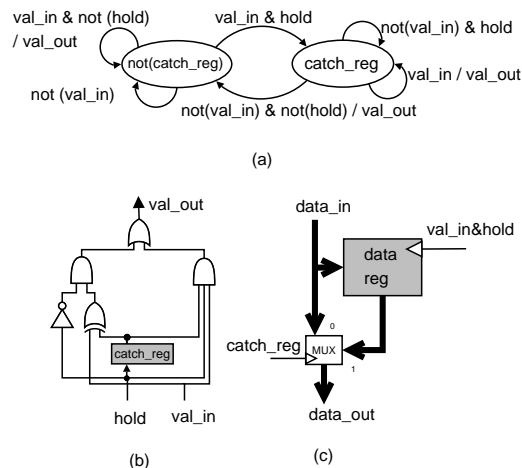 val_in & not (hold)
/ val_out
val_in & hold
not(val_in) & hold
not(catch_reg)
catch_reg
val_in / val_out
not (val_in)
not(val_in) & not(hold) / val_out
(a)
val_out
data_in
val_in&hold
data
reg
catch_reg
0
MUX
1
catch_reg
hold
val_in
data_out
(b)
(c)